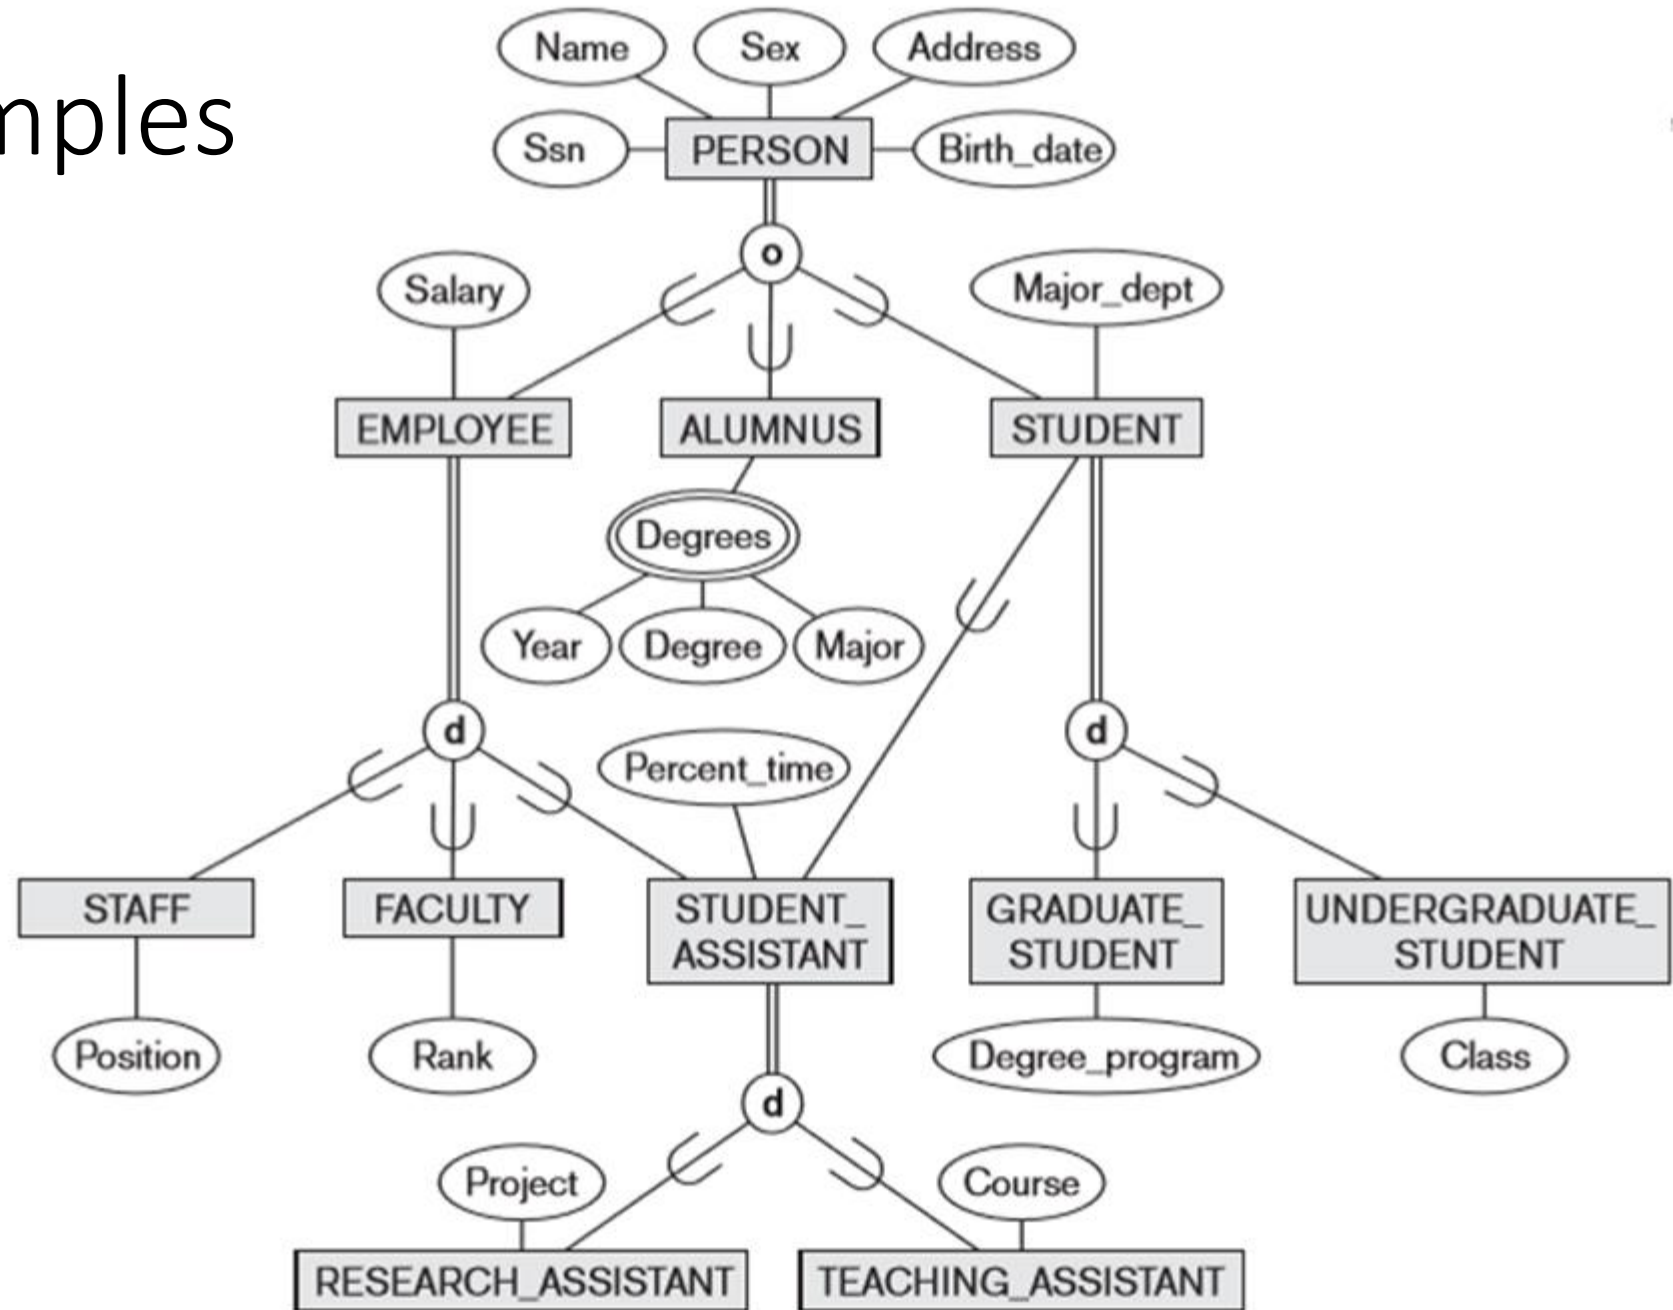 mples
Name
Sex
Address
Ssn
PERSON
Birth_date
o
Salary
Major_dept
EMPLOYEE
ALUMNUS
STUDENT
Degrees
Year
Degree
Major
d
d
Percent_time
STAFF
FACULTY
STUDENT_
ASSISTANT
GRADUATE_
STUDENT
UNDERGRADUATE_
STUDENT
Position
Rank
Degree_program
Class
d
Project
Course
RESEARCH_ASSISTANT
TEACHING_ASSISTANT